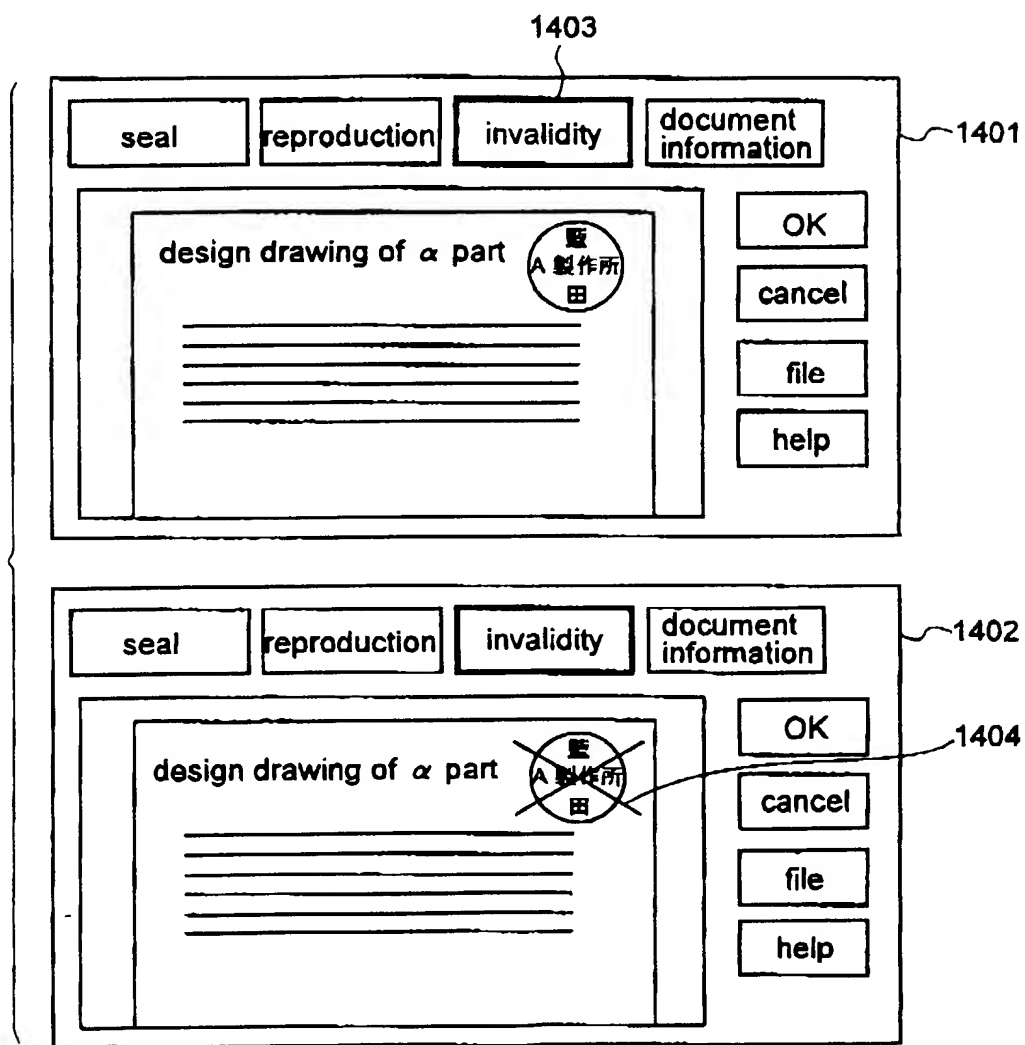 1403
seal
reproduction
invalidity
document
information
1401
design drawing of α part
A 製作所
田
OK
cancel
file
help
seal
reproduction
invalidity
document
information
1402
design drawing of α part
藍
A 製作所
田
OK
1404
cancel
file
help